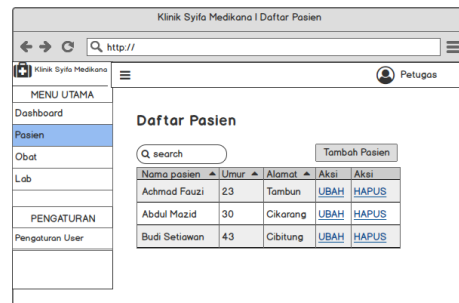 Klinik Syifa Medikana I Daftar Pasien
http://
Klinik Syifa Medikana
Petugas
MENU UTAMA
Dashboard
Pasien
Obat
Lab
PENGATURAN
Pengaturan User
Daftar Pasien
search
Tambah Pasien
Nama pasien Umur Alamat Aksi Aksi
Achmad Fauzi 23 Tambun UBAH HAPUS
Abdul Mazid 30 Cikarang UBAH HAPUS
Budi Setiawan 43 Cibitung UBAH HAPUS